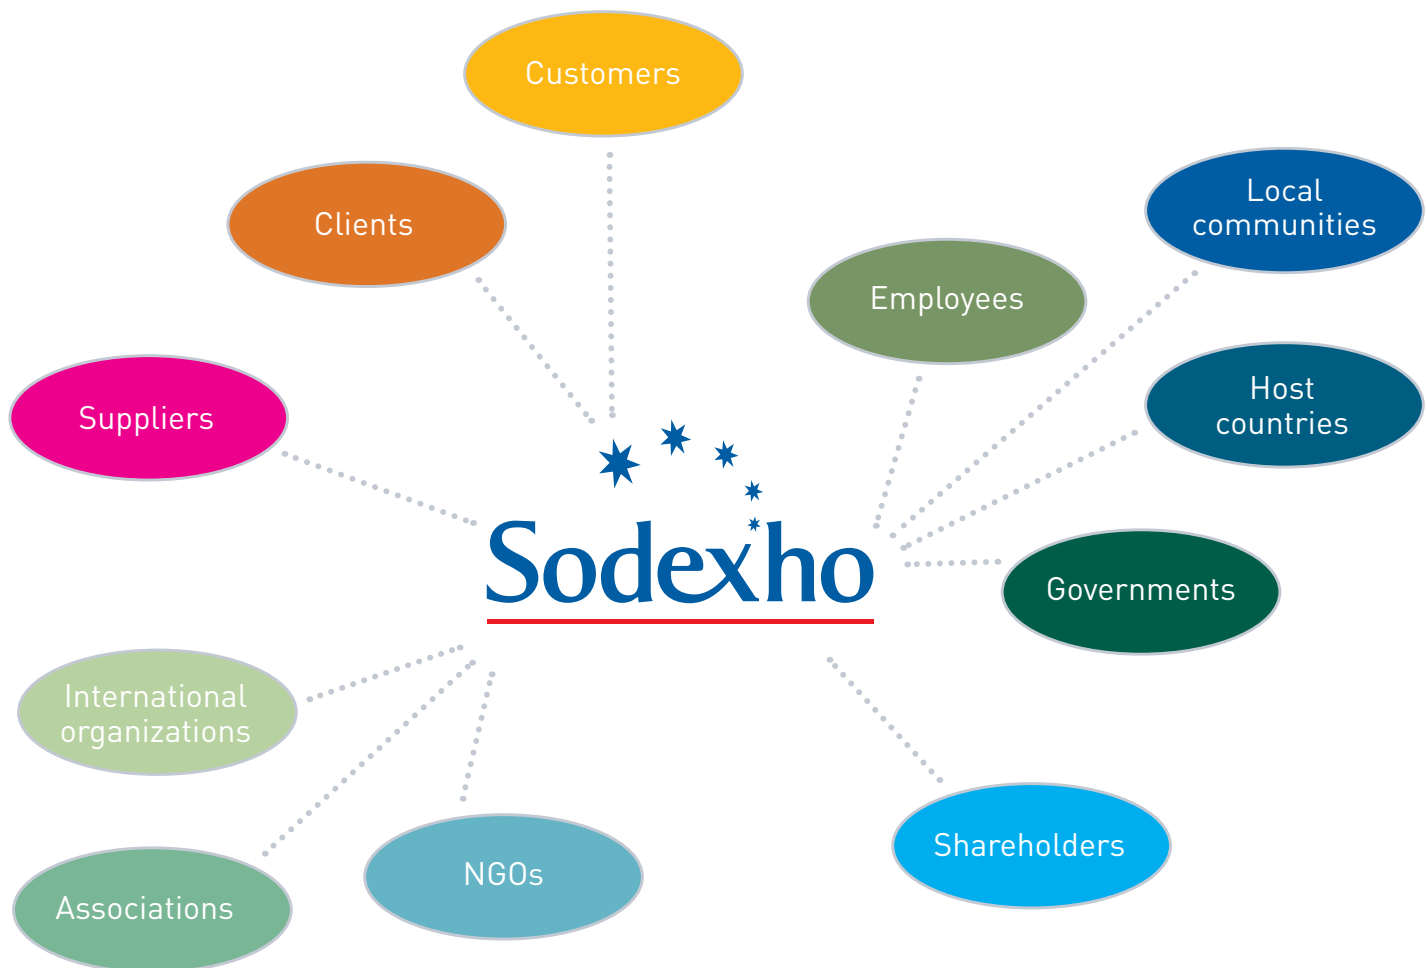 Customers
Local
communities
Clients
Employees
Host
countries
Suppliers
Sodexho
Governments
International
organizations
Shareholders
NGOs
Associations